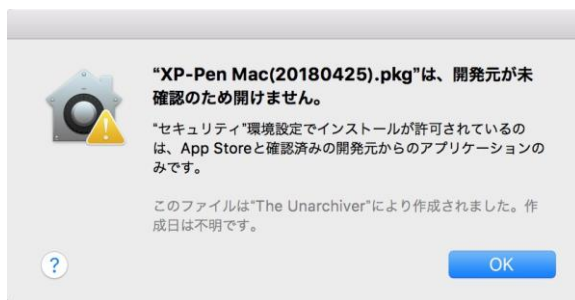 “XP-Pen Mac(20180425).pkg”は、開発元が未
確認のため開けません。
“セキュリティ”環境設定でインストールが許可されているの
は、App Storeと確認済みの開発元からのアプリケーションの
みです。
このファイルは“The Unarchiver”により作成されました。作
成日は不明です。
?
OK